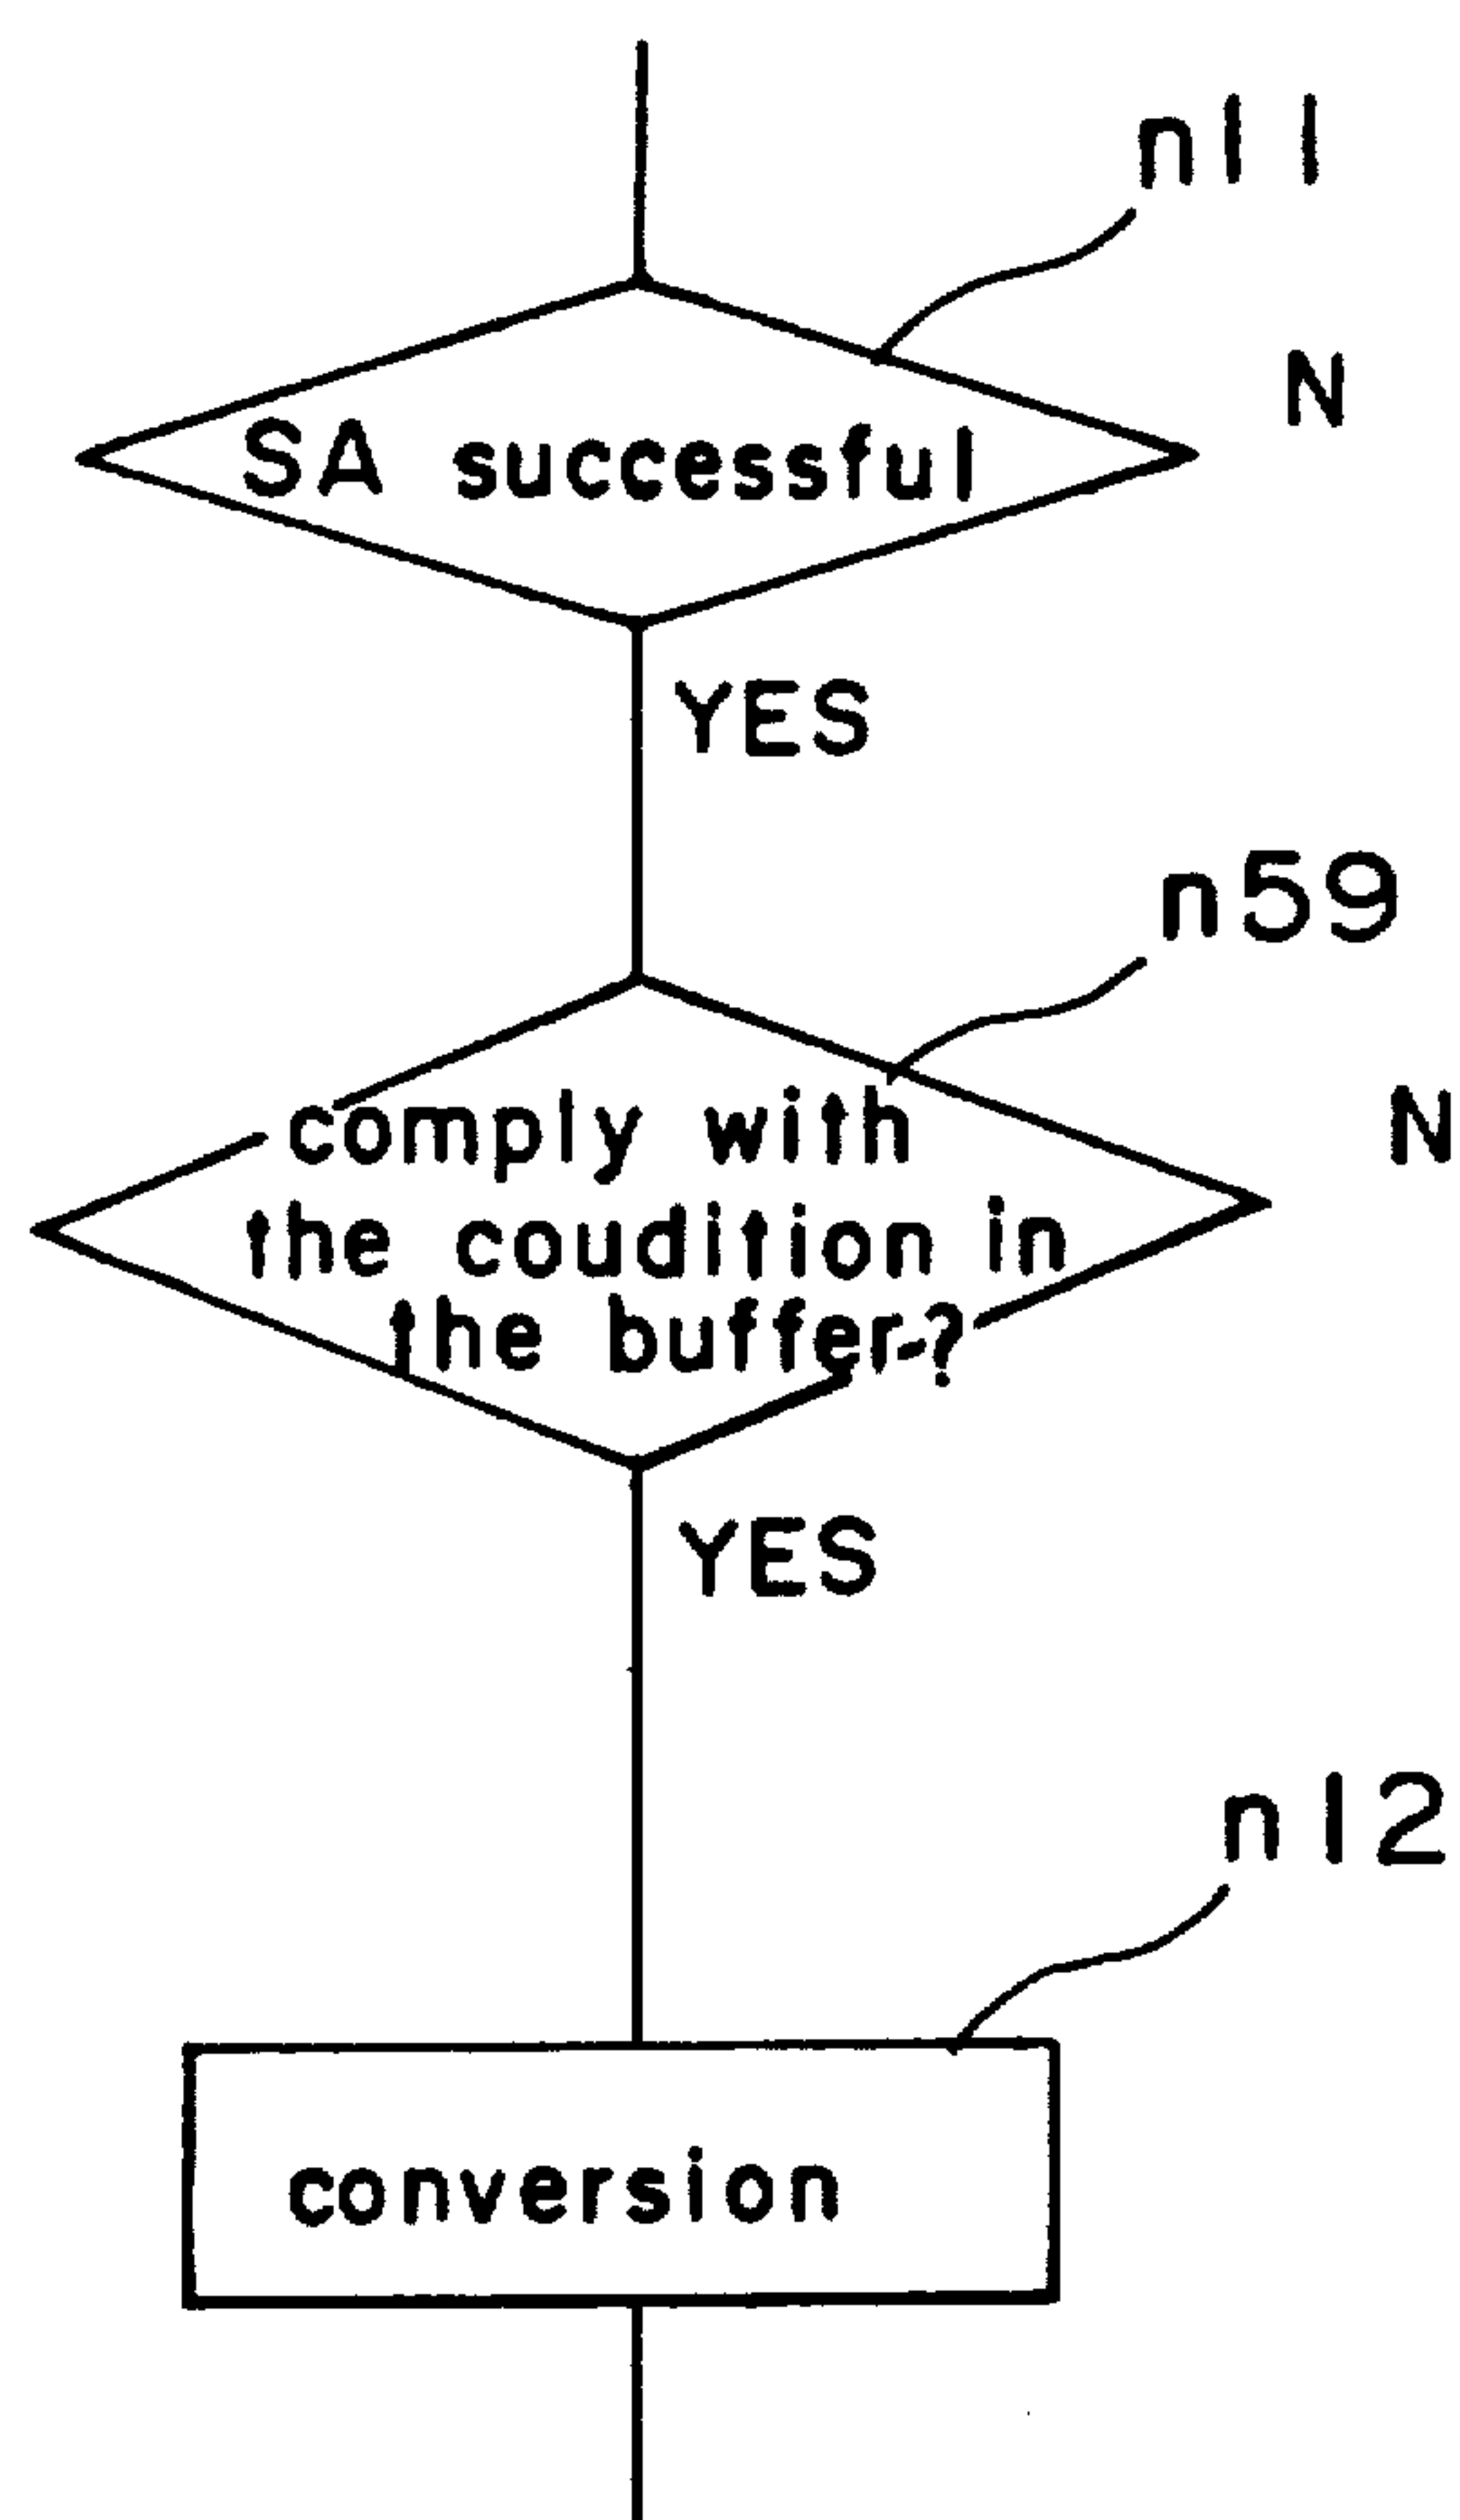 n11
N
SA successful
YES
n59
comply with
N
the coudition in
the buffer?
YES
n12
conversion